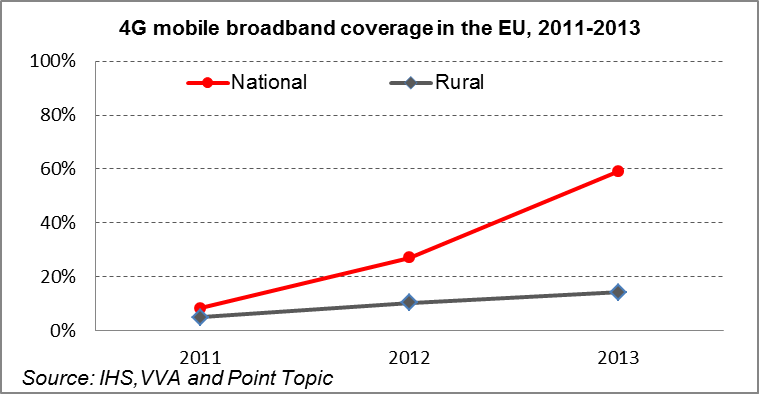 4G mobile broadband coverage in the EU, 2011-2013
100%
National Rural
80%
60%
40%
20%
0%
2011 2012 2013
Source: IHS,VVA and Point Topic